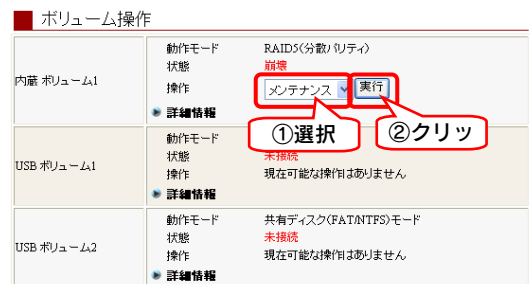 ボリューム操作
内蔵 ボリューム1
動作モード RAID5(分散パリティ)
状態 崩壊
操作 メンテナンス 実行
詳細情報
①選択 ②クリッ
USB ボリューム1
動作モード
状態 未接続
操作 現在可能な操作はありません
詳細情報
USB ボリューム2
動作モード 共有ディスク(FAT/NTFS)モード
状態 未接続
操作 現在可能な操作はありません
詳細情報